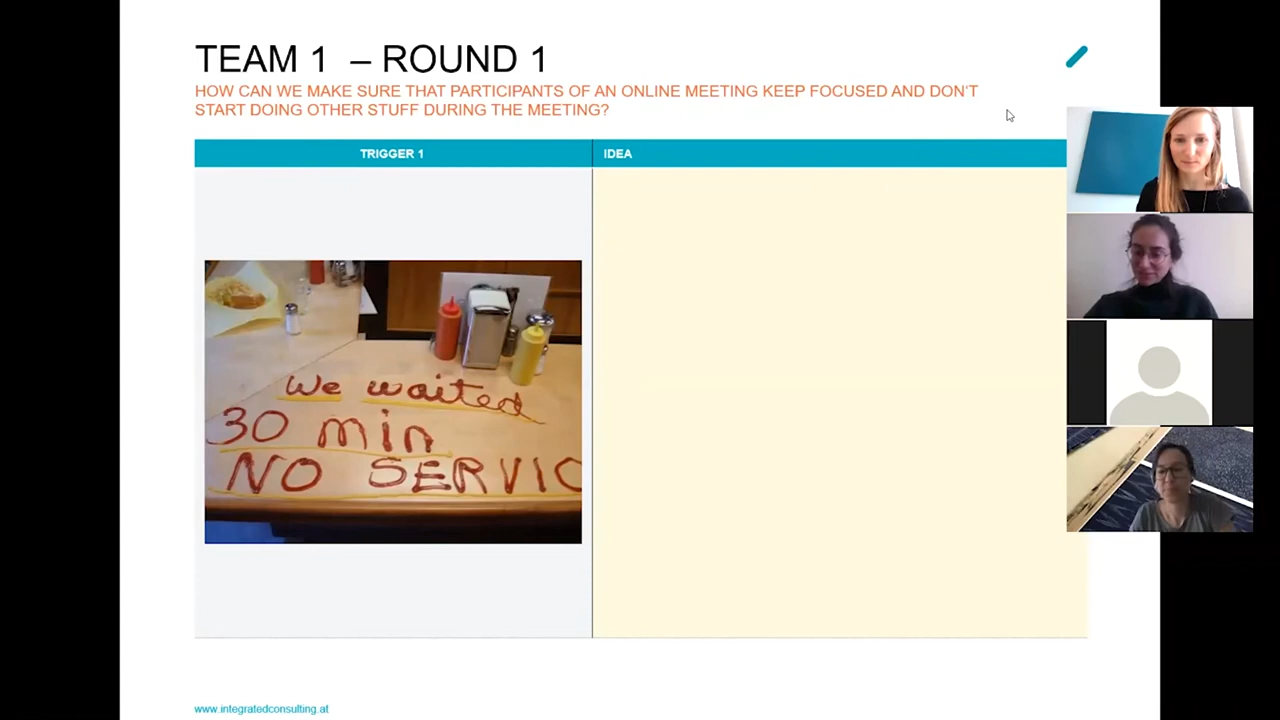 TEAM 1 – ROUND 1
HOW CAN WE MAKE SURE THAT PARTICIPANTS OF AN ONLINE MEETING KEEP FOCUSED AND DON'T
START DOING OTHER STUFF DURING THE MEETING?
TRIGGER 1
IDEA
We waited
30 min
NO SERVIC
www.integratedconsulting.at